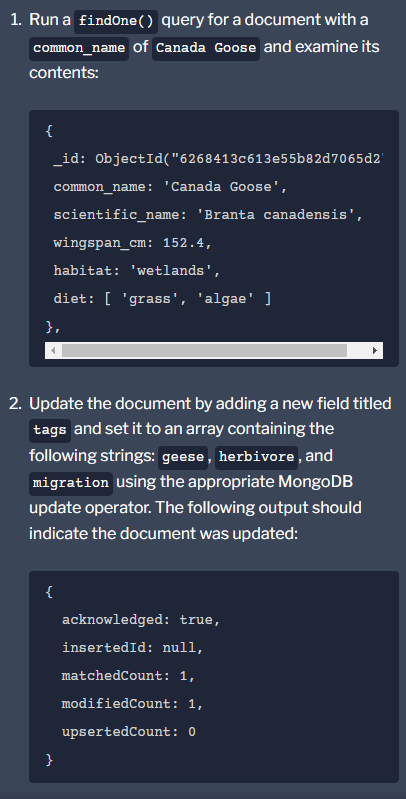 1. Run a findOne() query for a document with a
common_name of Canada Goose and examine its
contents:
{
_id: ObjectId("6268413c613e55b82d7065d2'
common_name: 'Canada Goose',
scientific_name: 'Branta canadensis',
wingspan_cm: 152.4,
habitat: 'wetlands',
diet: [ 'grass', 'algae' ]
},
2. Update the document by adding a new field titled
tags and set it to an array containing the
following strings: geese, herbivore, and
migration using the appropriate MongoDB
update operator. The following output should
indicate the document was updated:
{
acknowledged: true,
insertedId: null,
matchedCount: 1,
modifiedCount: 1,
upsertedCount: 0
}